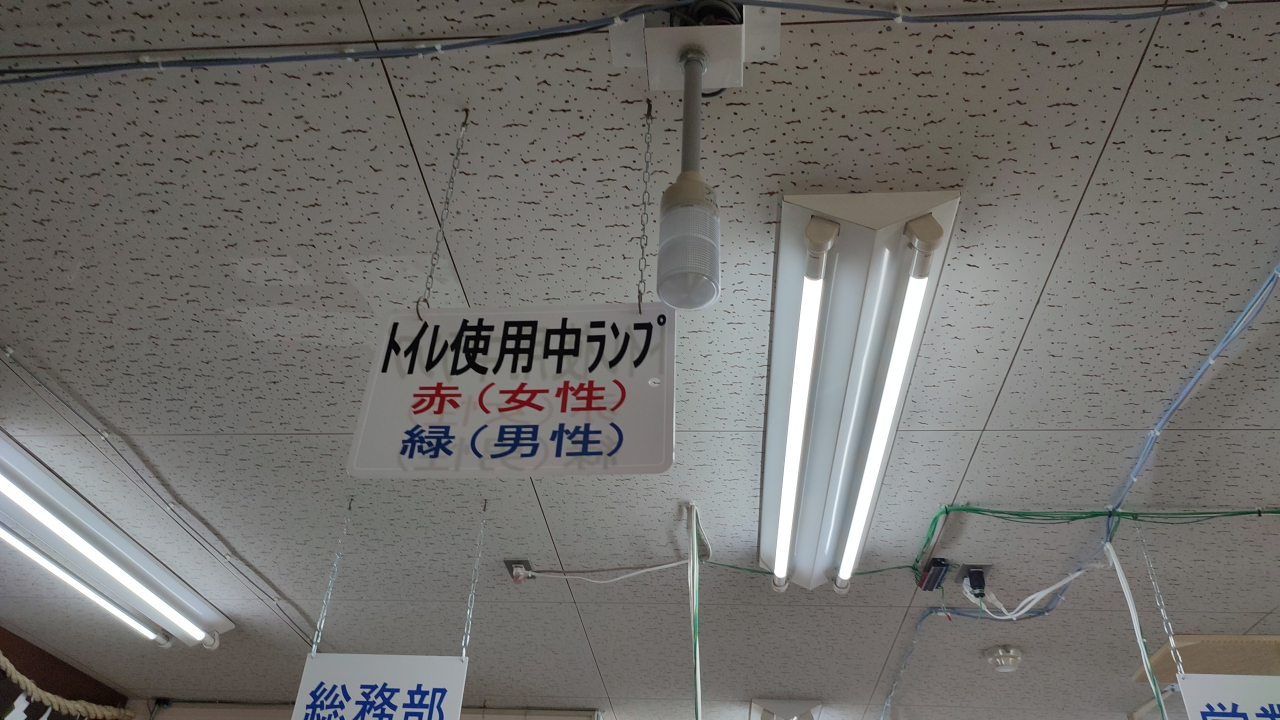 ﾄｲﾚ使用中ﾗﾝﾌﾟ
赤（女性）
緑（男性）
総務部